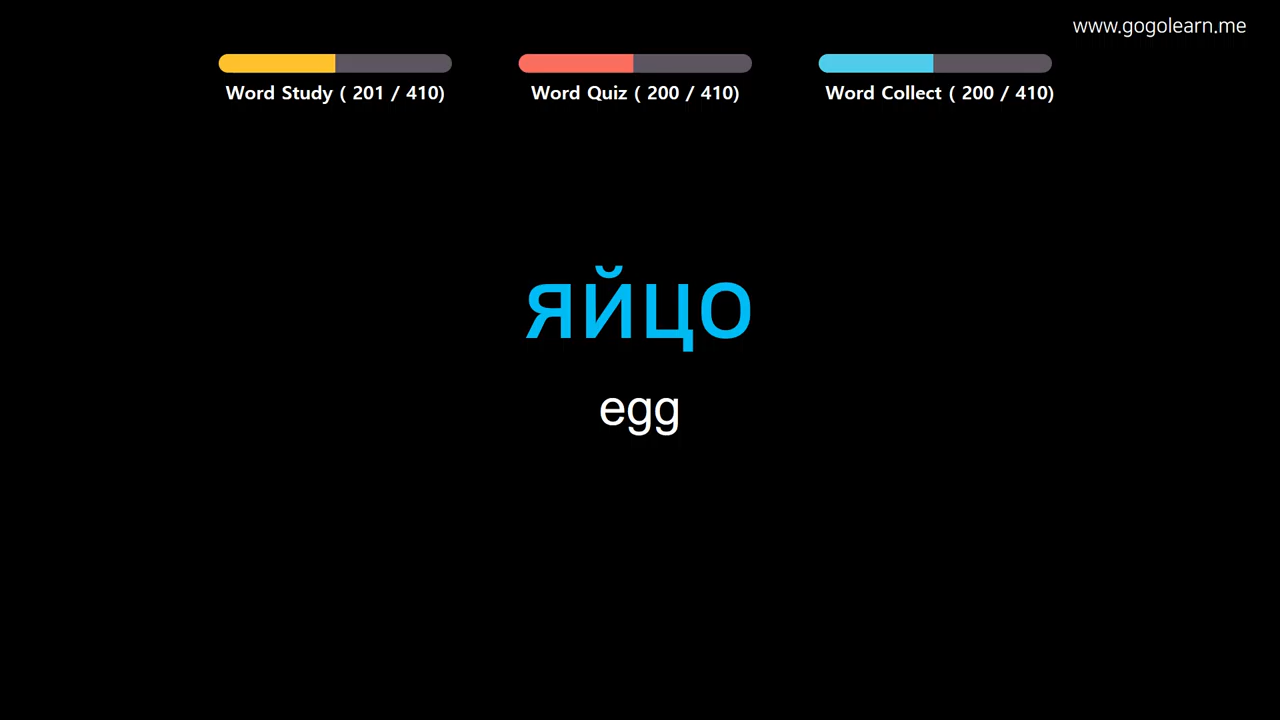 www.gogolearn.me
Word Study ( 201 / 410)
Word Quiz ( 200 / 410)
Word Collect ( 200 / 410)
яйцо
egg